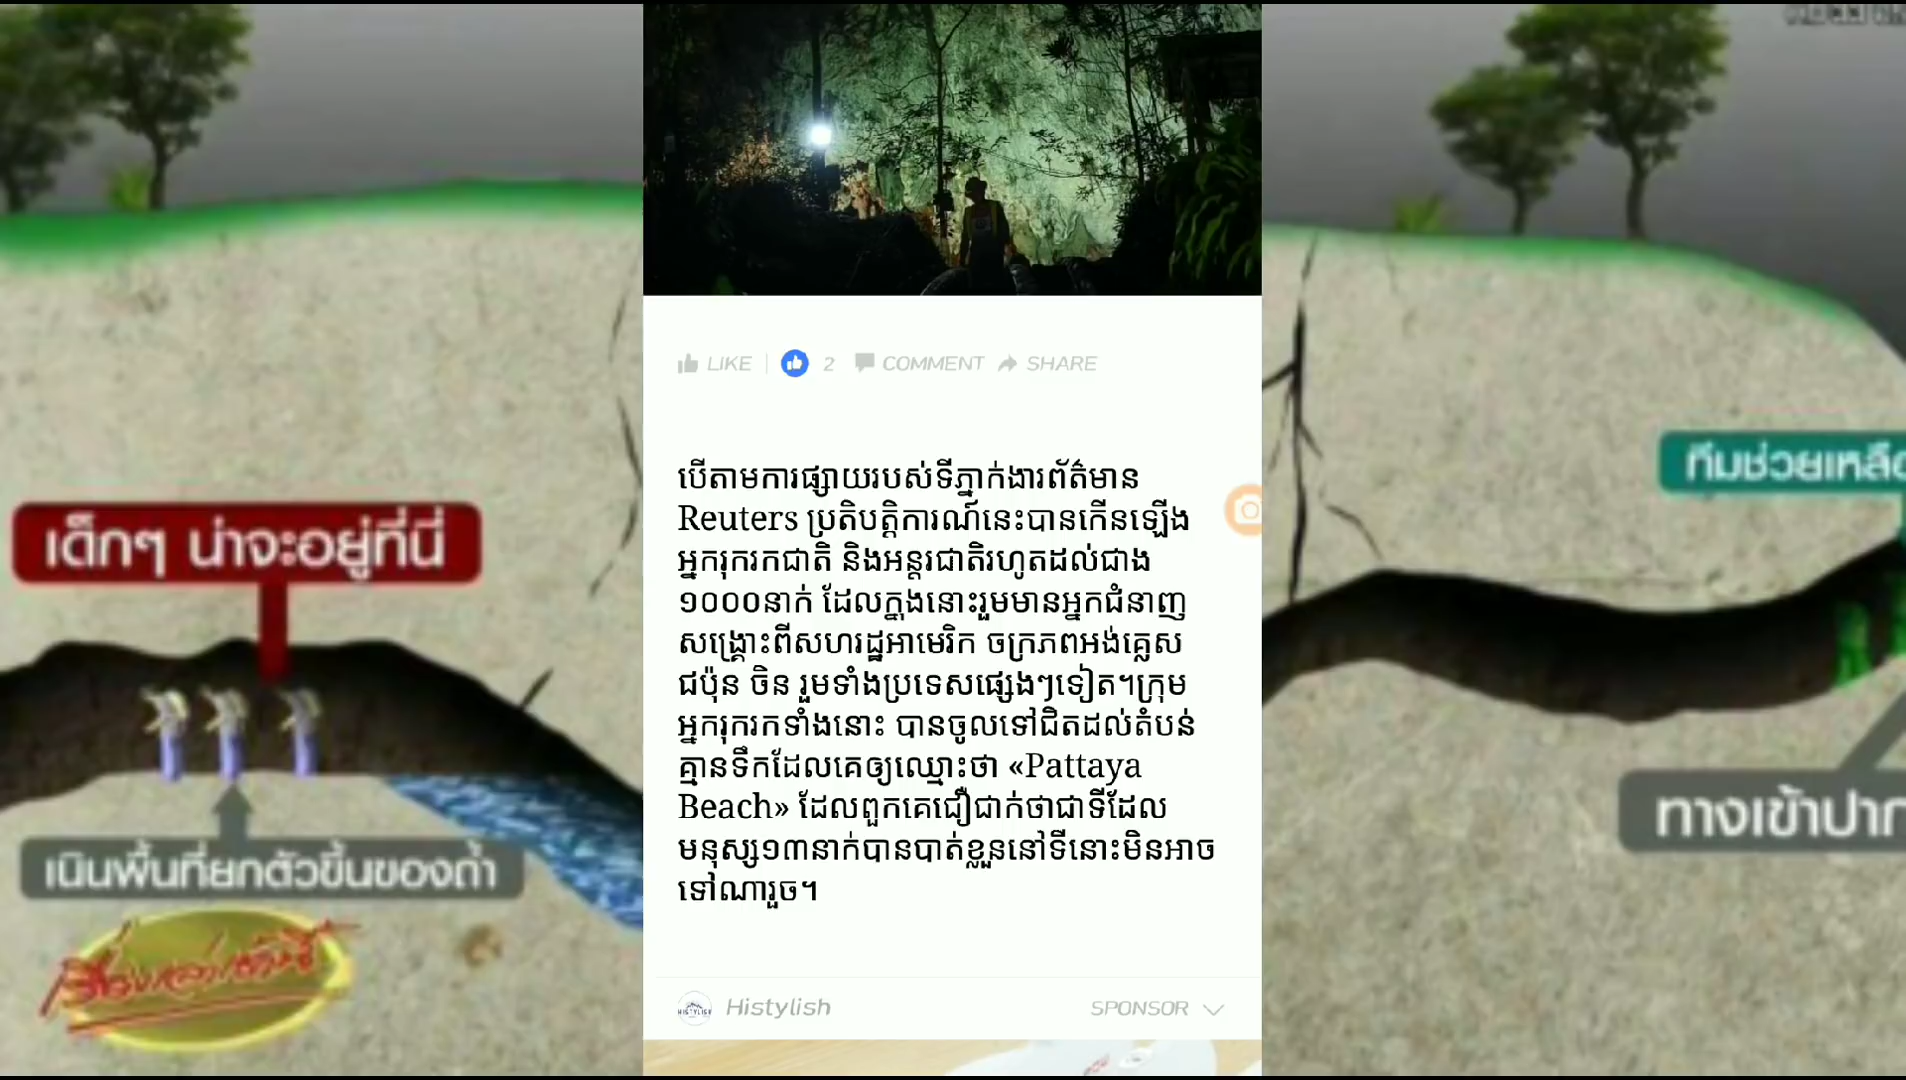 LIKE 2 COMMENT SHARE
បើតាមការផ្សាយរបស់ទីភ្នាក់ងារព័ត៌មាន
Reuters ប្រតិបត្តិការណ៍នេះបានកើនឡើង
អ្នករុករកជាតិ និងអន្តរជាតិរហូតដល់ជាង
១០០០នាក់ ដែលក្នុងនោះរួមមានអ្នកជំនាញ
សង្គ្រោះពីសហរដ្ឋអាមេរិក ចក្រភពអង់គ្លេស
ជប៉ុន ចិន រួមទាំងប្រទេសផ្សេងៗទៀត។ក្រុម
អ្នករុករកទាំងនោះ បានចូលទៅជិតដល់តំបន់
គ្មានទឹកដែលគេឲ្យឈ្មោះថា «Pattaya
Beach» ដែលពួកគេជឿជាក់ថាជាទីដែល
មនុស្ស១៣នាក់បានបាត់ខ្លួននៅទីនោះមិនអាច
ទៅណារួច។
Histylish SPONSOR
เด็กๆ น่าจะอยู่ที่นี่
เนินพื้นที่ยกตัวขึ้นของถ้ำ
ทีมช่วยเหลือ
ทางเข้าปาก